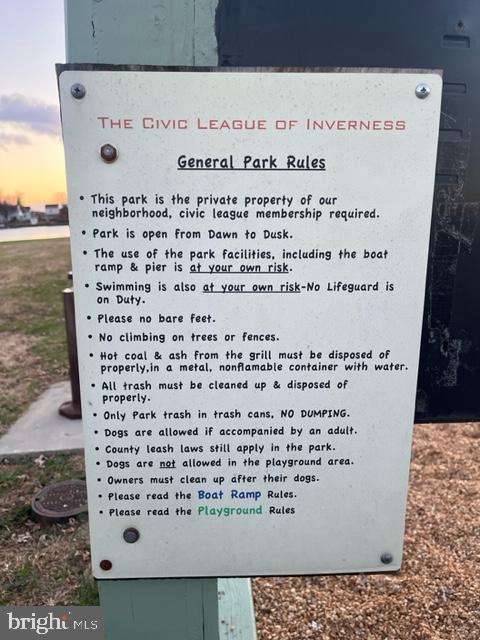 The Civic League of Inverness
General Park Rules
• This park is the private property of our
neighborhood, civic league membership required.
• Park is open from Dawn to Dusk.
• The use of the park facilities, including the boat
ramp & pier is at your own risk.
• Swimming is also at your own risk-No Lifeguard is
on Duty.
• Please no bare feet.
• No climbing on trees or fences.
• Hot coal & ash from the grill must be disposed of
properly,in a metal, nonflamable container with water.
• All trash must be cleaned up & disposed of
properly.
• Only Park trash in trash cans, NO DUMPING.
• Dogs are allowed if accompanied by an adult.
• County leash laws still apply in the park.
• Dogs are not allowed in the playground area.
• Owners must clean up after their dogs.
• Please read the Boat Ramp Rules.
• Please read the Playground Rules
bright MLS